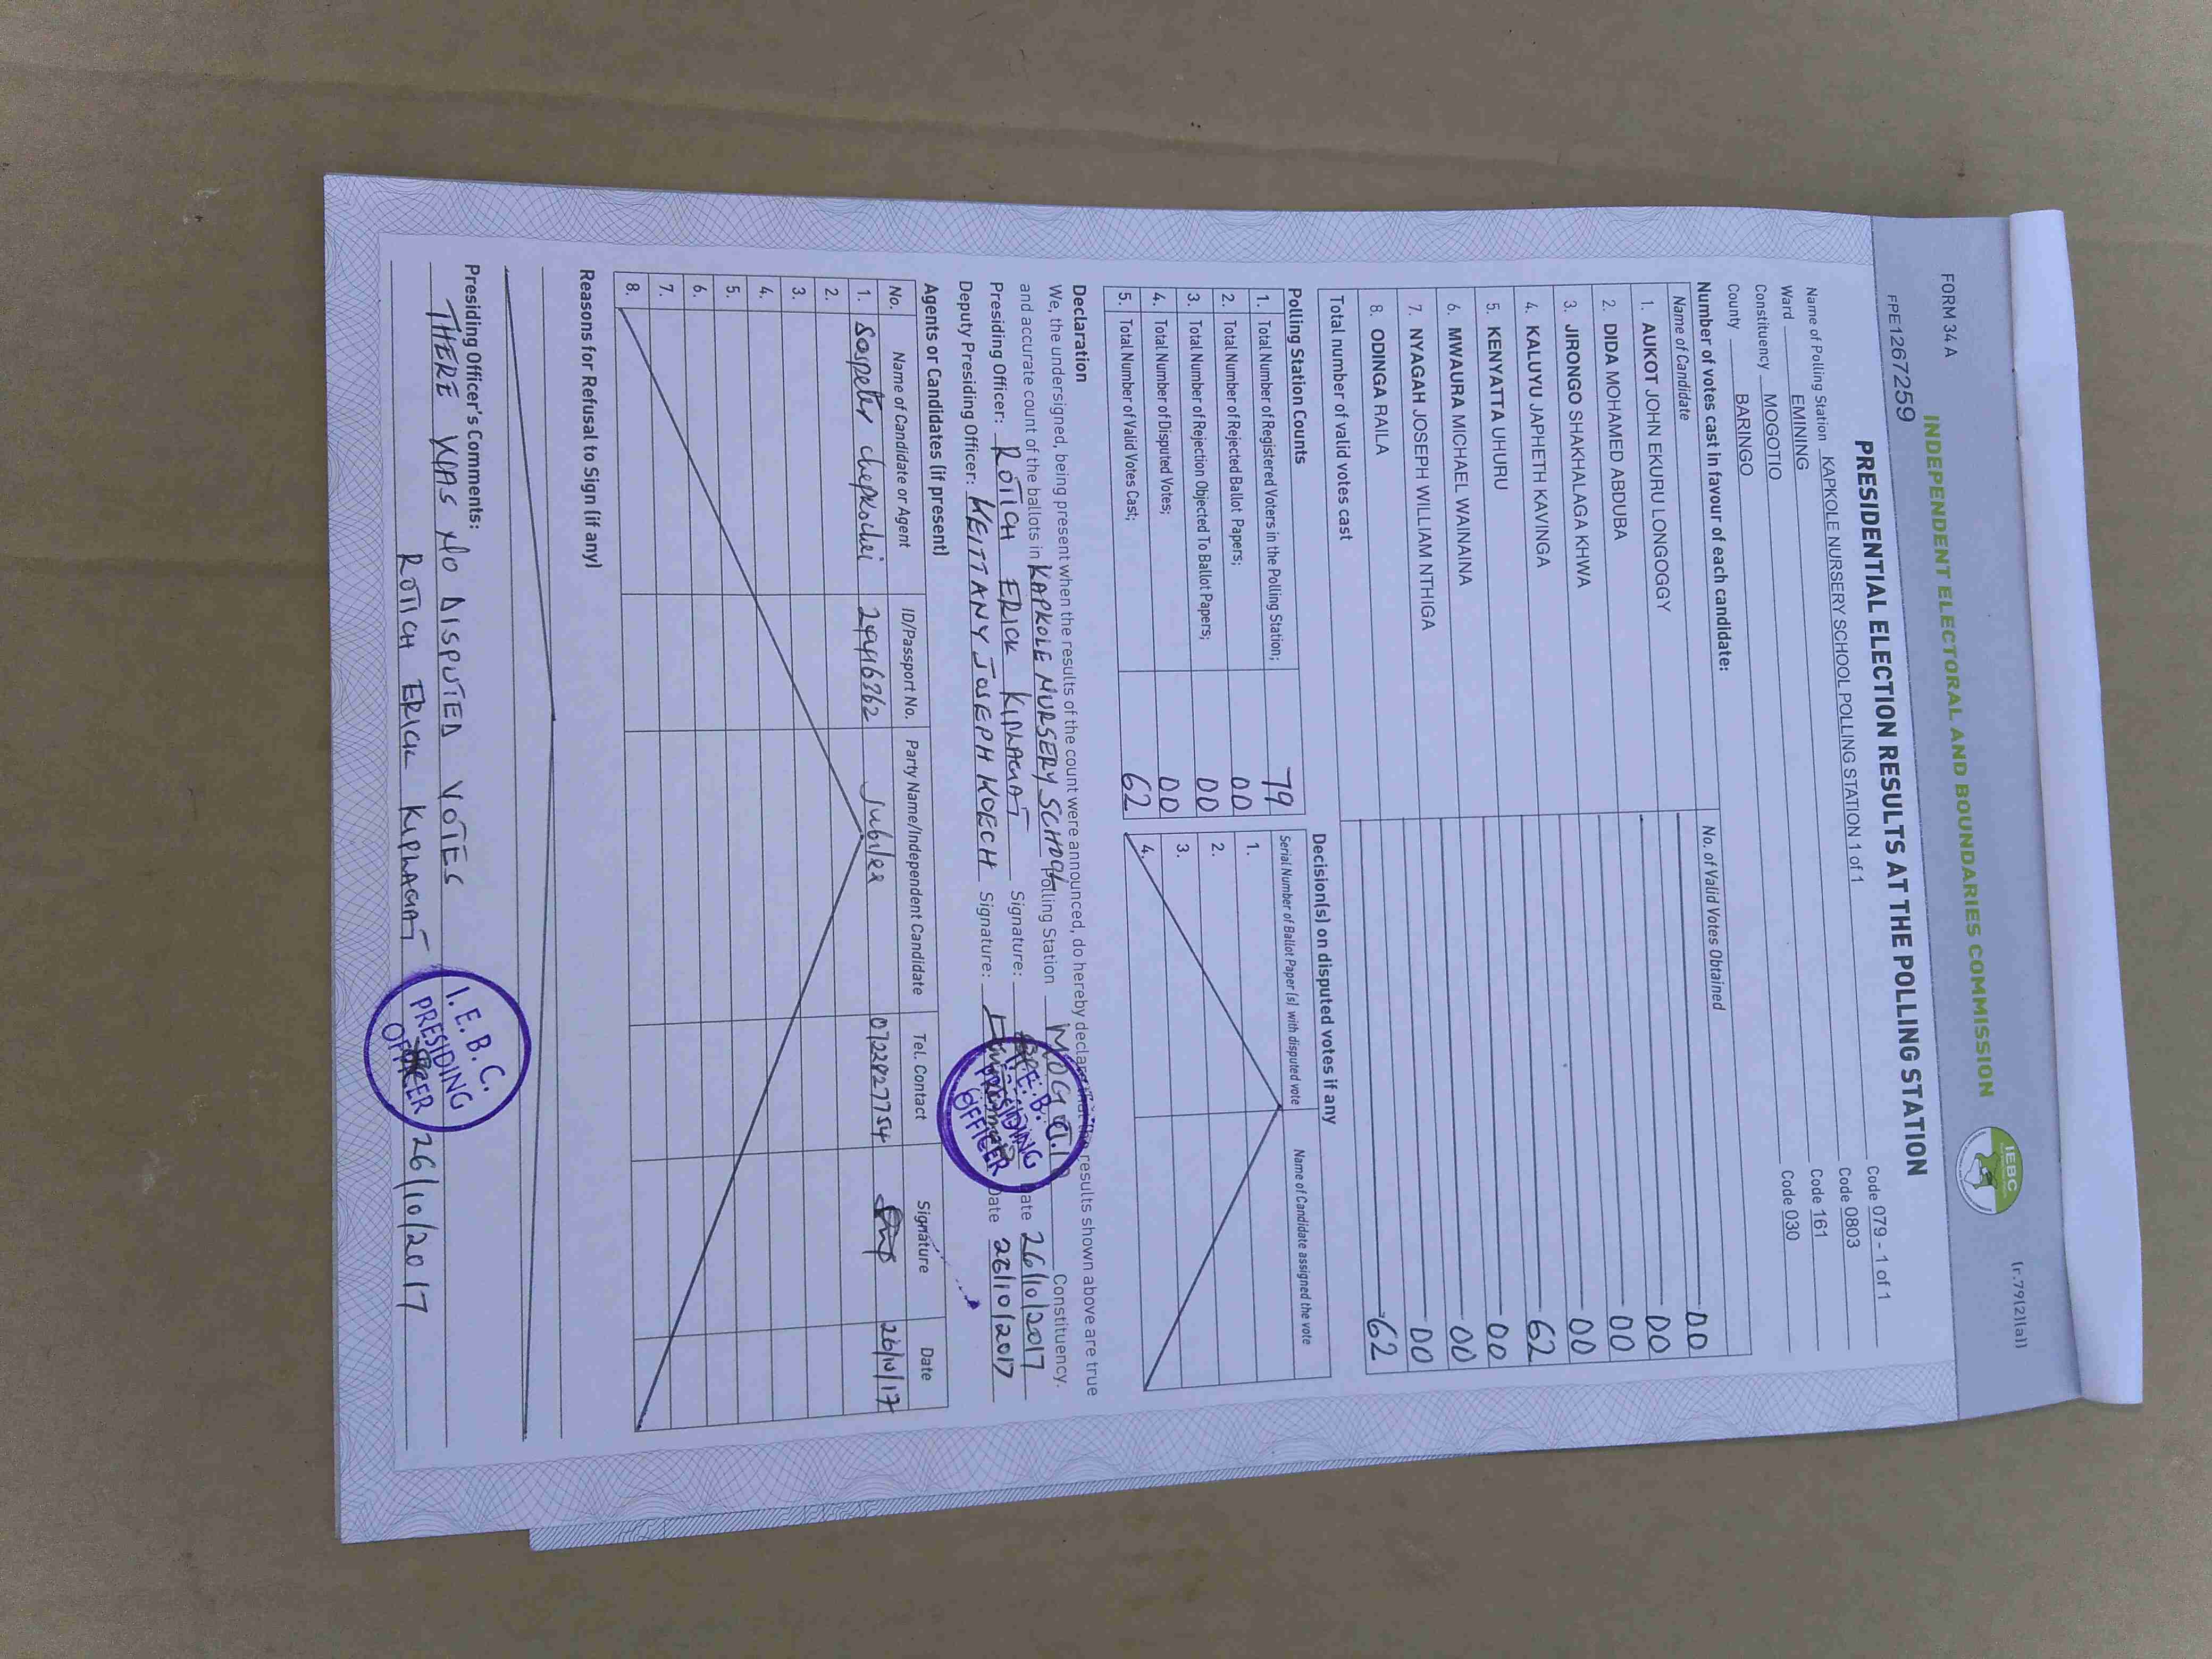 FORM 34 A
(r.79(2)(a))
INDEPENDENT ELECTORAL AND BOUNDARIES COMMISSION
IEBC
FPE1267259
PRESIDENTIAL ELECTION RESULTS AT THE POLLING STATION
Name of Polling Station KAPKOLE NURSERY SCHOOL POLLING STATION 1 of 1 Code 079 - 1 of 1
Ward EMINING Code 0803
Constituency MOGOTIO Code 161
County BARINGO Code 030
Number of votes cast in favour of each candidate:
Name of Candidate No. of Valid Votes Obtained
1. AUKOT JOHN EKURU LONGOGGY 00
2. DIDA MOHAMED ABDUBA 00
3. JIRONGO SHAKHALAGA KHWA 00
4. KALUYU JAPHETH KAVINGA 00
5. KENYATTA UHURU 62
6. MWAURA MICHAEL WAINAINA 00
7. NYAGAH JOSEPH WILLIAM NTHIGA 00
8. ODINGA RAILA 00
Total number of valid votes cast 62
Polling Station Counts
1. Total Number of Registered Voters in the Polling Station; 79
2. Total Number of Rejected Ballot Papers; 00
3. Total Number of Rejection Objected To Ballot Papers; 00
4. Total Number of Disputed Votes; 00
5. Total Number of Valid Votes Cast; 62
Decision(s) on disputed votes if any
Serial Number of Ballot Paper (s) with disputed vote Name of Candidate assigned the vote
1.
2.
3.
4.
Declaration
We, the undersigned, being present when the results of the count were announced, do hereby declare that the results shown above are true
and accurate count of the ballots in KAPKOLE NURSERY SCHOOL Polling Station MOGOTIO Constituency.
Presiding Officer: ROTICH ERICK KIPLAGAT Signature: Date 26/10/2017
Deputy Presiding Officer: KEITTANY JOSEPH KOECH Signature: Date 26/10/2017
I.E.B.C.
PRESIDING
OFFICER
Agents or Candidates (if present)
No. Name of Candidate or Agent ID/Passport No. Party Name/Independent Candidate Tel. Contact Signature Date
1. Sospeter Chepkochei Jubilee 0722827754 26/10/17
2.
3.
4.
5.
6.
7.
8.
Reasons for Refusal to Sign (if any)
Presiding Officer's Comments:
THERE WAS NO DISPUTED VOTES
ROTICH ERICK KIPLAGAT 26/10/2017
I.E.B.C.
PRESIDING
OFFICER